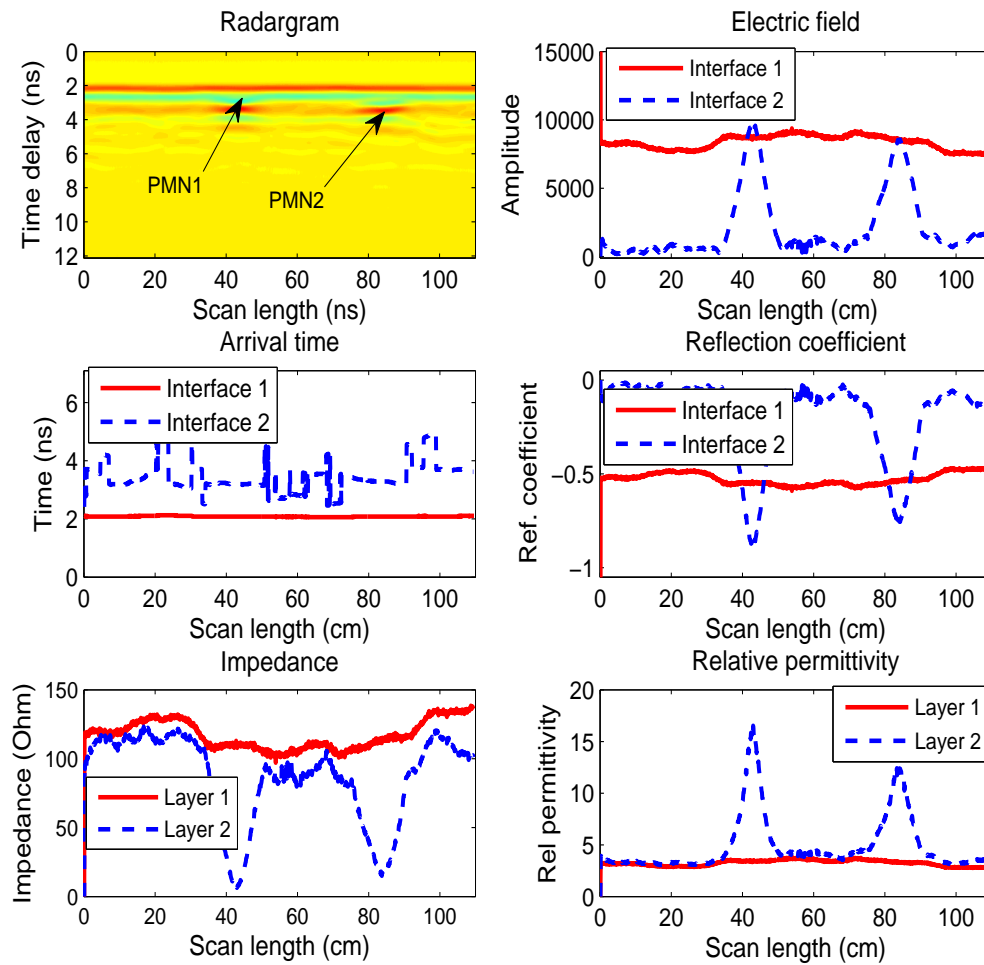 Radargram
0
2
4
6
8
10
12
Time delay (ns)
PMN1
PMN2
0 20 40 60 80 100
Scan length (ns)
Electric field
15000
10000
5000
0
Amplitude
Interface 1
Interface 2
0 20 40 60 80 100
Scan length (cm)
Arrival time
6
4
2
0
Time (ns)
Interface 1
Interface 2
0 20 40 60 80 100
Scan length (cm)
Reflection coefficient
0
−0.5
−1
Ref. coefficient
Interface 1
Interface 2
0 20 40 60 80 100
Scan length (cm)
Impedance
150
100
50
0
Impedance (Ohm)
Layer 1
Layer 2
0 20 40 60 80 100
Scan length (cm)
Relative permittivity
20
15
10
5
0
Rel permittivity
Layer 1
Layer 2
0 20 40 60 80 100
Scan length (cm)